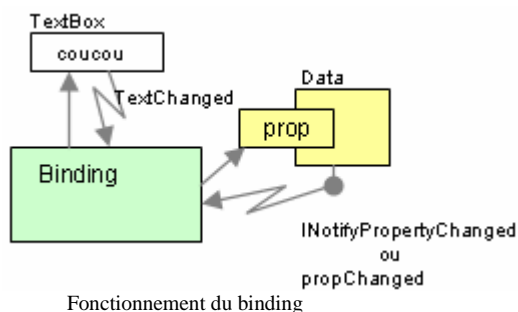 TextBox
coucou
TextChanged
Data
prop
Binding
INotifyPropertyChanged
ou
propChanged
Fonctionnement du binding